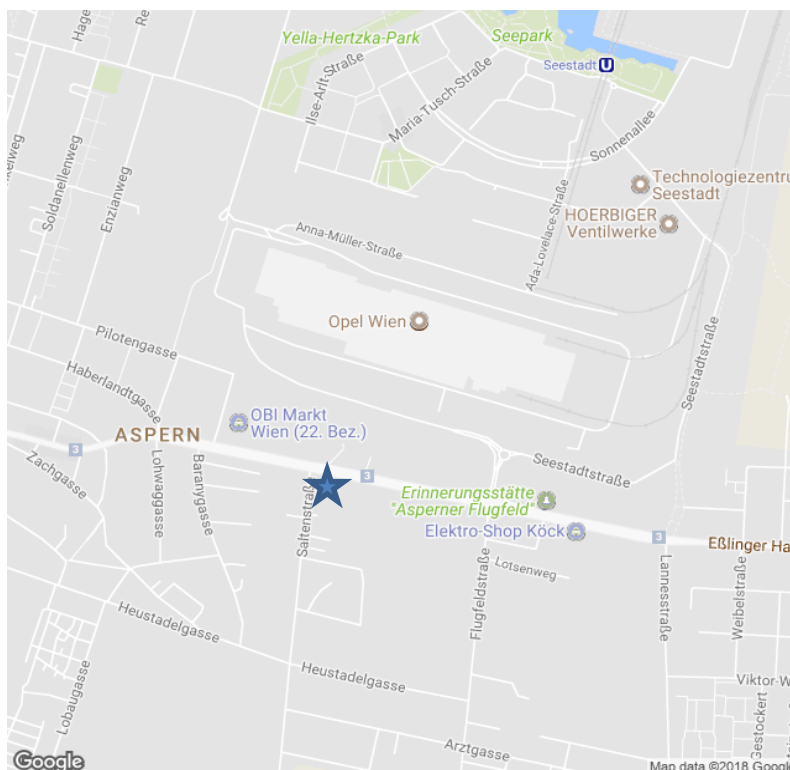 Yella-Hertzka-Park
Seepark
Seestadt U
Ilse-Arlt-Straße
Maria-Tusch-Straße
Sonnenallee
Soldanellenweg
Enzianweg
Technologiezentru
Seestadt
HOERBIGER
Ventilwerke
Ada-Lovelace-Straße
Anna-Müller-Straße
Opel Wien
Pilotengasse
Haberlandtgasse
Seestadtstraße
OBI Markt
Wien (22. Bez.)
ASPERN
3
Zachgasse
Lohwaggasse
Baranygasse
Saltenstraße
3
Seestadtstraße
Erinnerungsstätte
"Asperner Flugfeld"
Elektro-Shop Köck
3
Eßlinger Ha
Lotsenweg
Flugfeldstraße
Lannesstraße
Weibelstraße
Heustadelgasse
Heustadelgasse
Lobaugasse
Viktor-W
Gestockert
Arztgasse
Google
Map data ©2018 Google